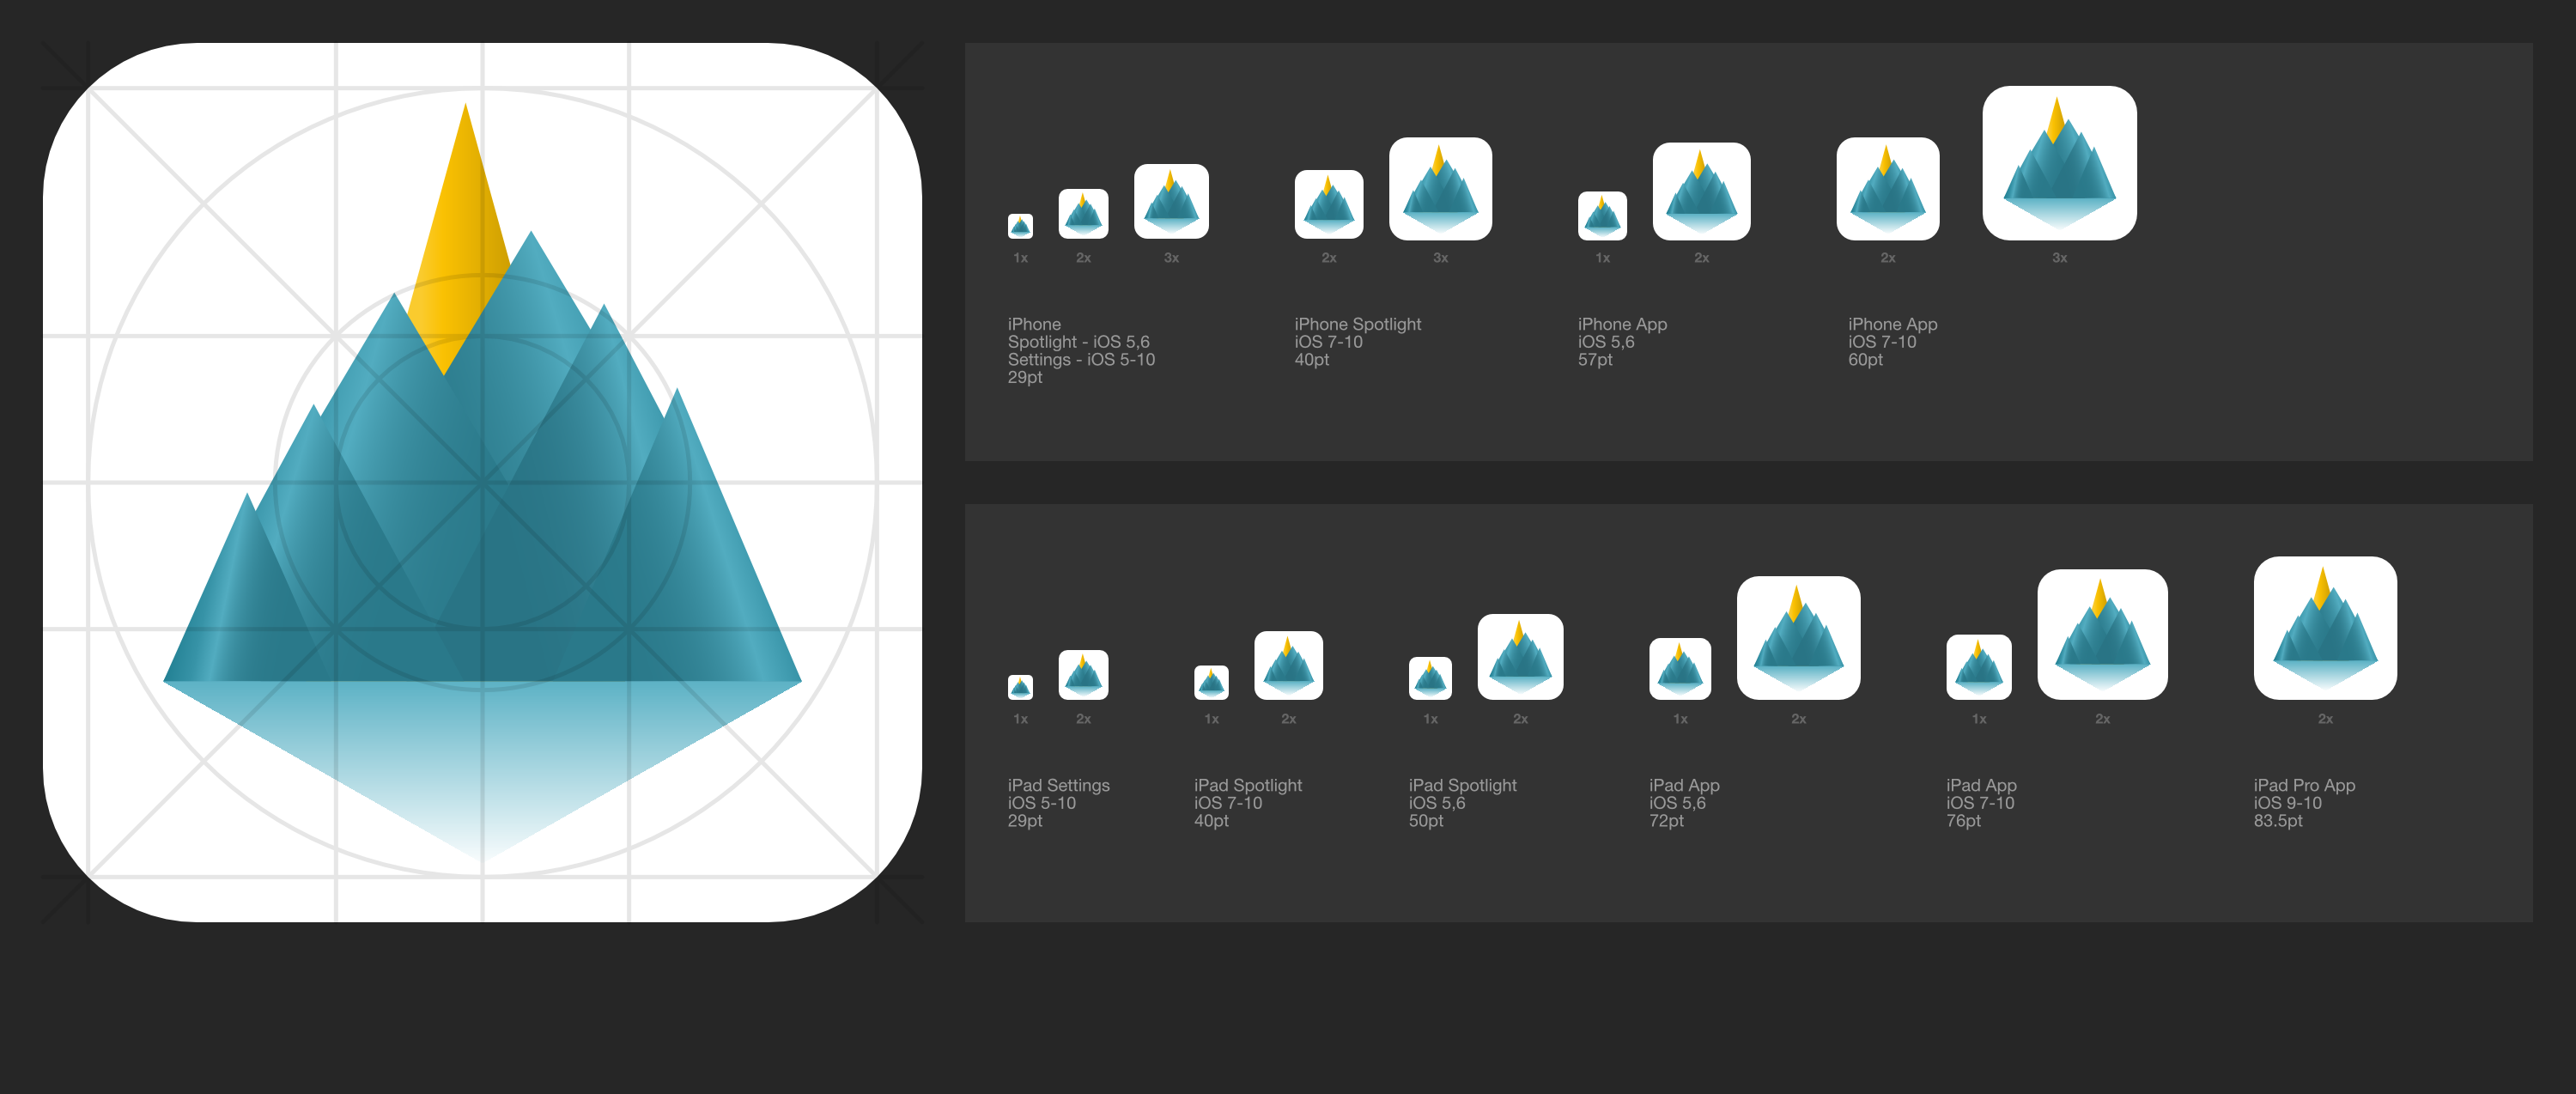 1x
2x
3x
2x
3x
1x
2x
2x
3x
iPhone
Spotlight - iOS 5,6
Settings - iOS 5-10
29pt
iPhone Spotlight
iOS 7-10
40pt
iPhone App
iOS 5,6
57pt
iPhone App
iOS 7-10
60pt
1x
2x
1x
2x
1x
2x
1x
2x
1x
2x
2x
iPad Settings
iOS 5-10
29pt
iPad Spotlight
iOS 7-10
40pt
iPad Spotlight
iOS 5,6
50pt
iPad App
iOS 5,6
72pt
iPad App
iOS 7-10
76pt
iPad Pro App
iOS 9-10
83.5pt